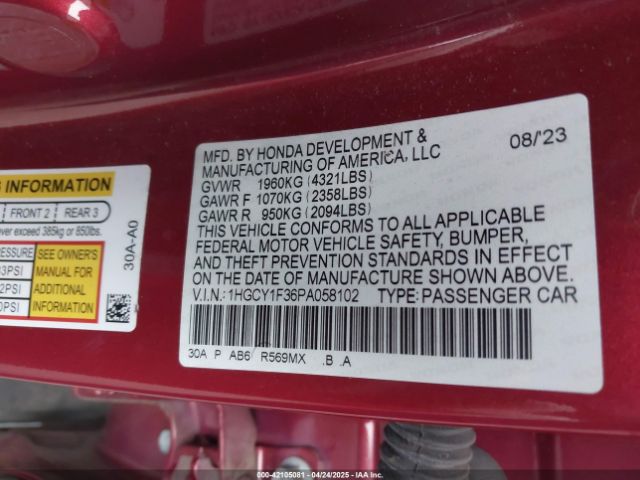 MFD. BY HONDA DEVELOPMENT & 08/'23
MANUFACTURING OF AMERICA, LLC
GVWR 1960KG (4321LBS)
GAWR F 1070KG (2358LBS)
GAWR R 950KG (2094LBS)
THIS VEHICLE CONFORMS TO ALL APPLICABLE
FEDERAL MOTOR VEHICLE SAFETY, BUMPER,
AND THEFT PREVENTION STANDARDS IN EFFECT
ON THE DATE OF MANUFACTURE SHOWN ABOVE.
V.I.N.: 1HGCY1F36PA058102 TYPE: PASSENGER CAR
30A P AB6 R569MX .B .A
INFORMATION
FRONT 2 REAR 3
exceed 385kg or 850lbs.
SEE OWNER'S
MANUAL FOR
ADDITIONAL
INFORMATION
30A-A0
000-42105081 - 04/24/2025 - IAA Inc.